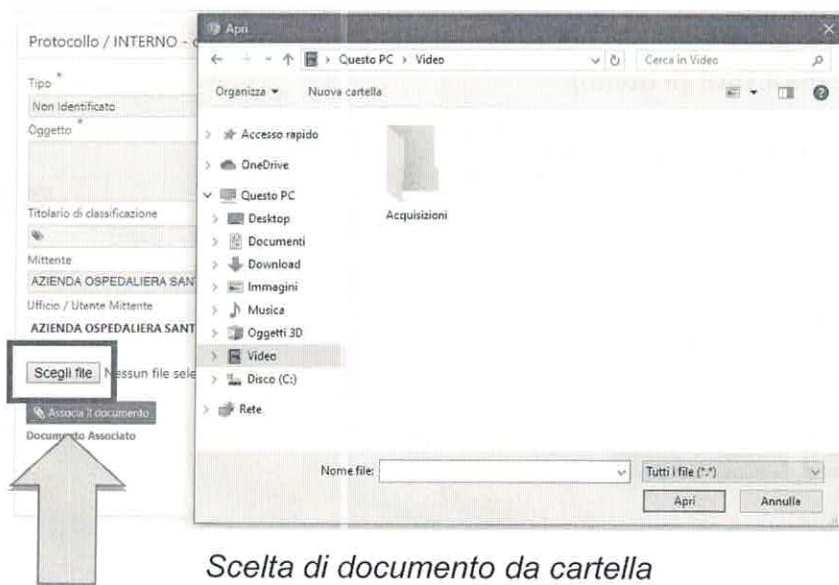 Protocollo / INTERNO -
Tipo *
Non Identificato
Oggetto *
Titolario di classificazione
Mittente
AZIENDA OSPEDALIERA SAN
Ufficio / Utente Mittente
AZIENDA OSPEDALIERA SANT
Scegli file Nessun file sele
Associa il documento
Documento Associato
Apri
Questo PC > Video
Cerca in Video
Organizza
Nuova cartella
Accesso rapido
OneDrive
Questo PC
Desktop
Documenti
Download
Immagini
Musica
Oggetti 3D
Video
Disco (C:)
Rete
Acquisizioni
Nome file:
Tutti i file (*.*)
Apri
Annulla
Scelta di documento da cartella